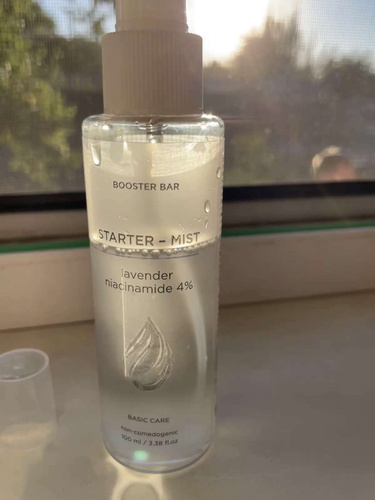 BOOSTER BAR
STARTER – MIST
lavender
niacinamide 4%
BASIC CARE
non-comedogenic
100 ml / 3.38 fl.oz